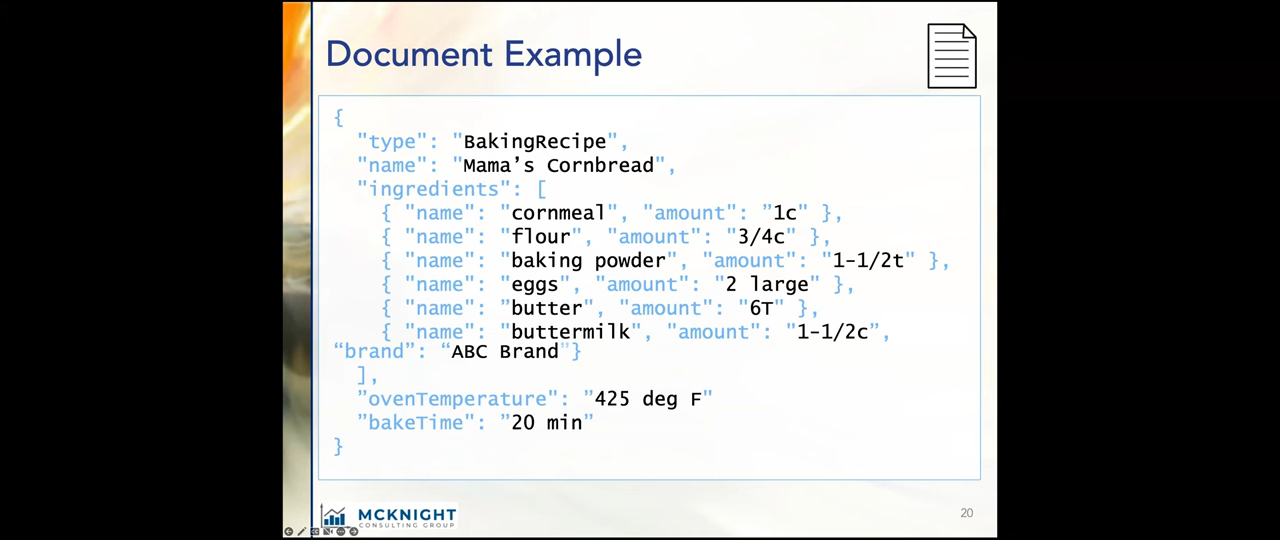 Document Example
{
"type": "BakingRecipe",
"name": "Mama’s Cornbread",
"ingredients": [
{ "name": "cornmeal", "amount": ”1c" },
{ "name": "flour", "amount": "3/4c" },
{ "name": "baking powder", "amount": "1-1/2t" },
{ "name": "eggs", "amount": "2 large" },
{ "name": ”butter", "amount": "6T" },
{ "name": "buttermilk", "amount": "1-1/2c”,
“brand”: “ABC Brand"}
],
"ovenTemperature": ”425 deg F"
”bakeTime": ”20 min”
}
MCKNIGHT
CONSULTING GROUP
20